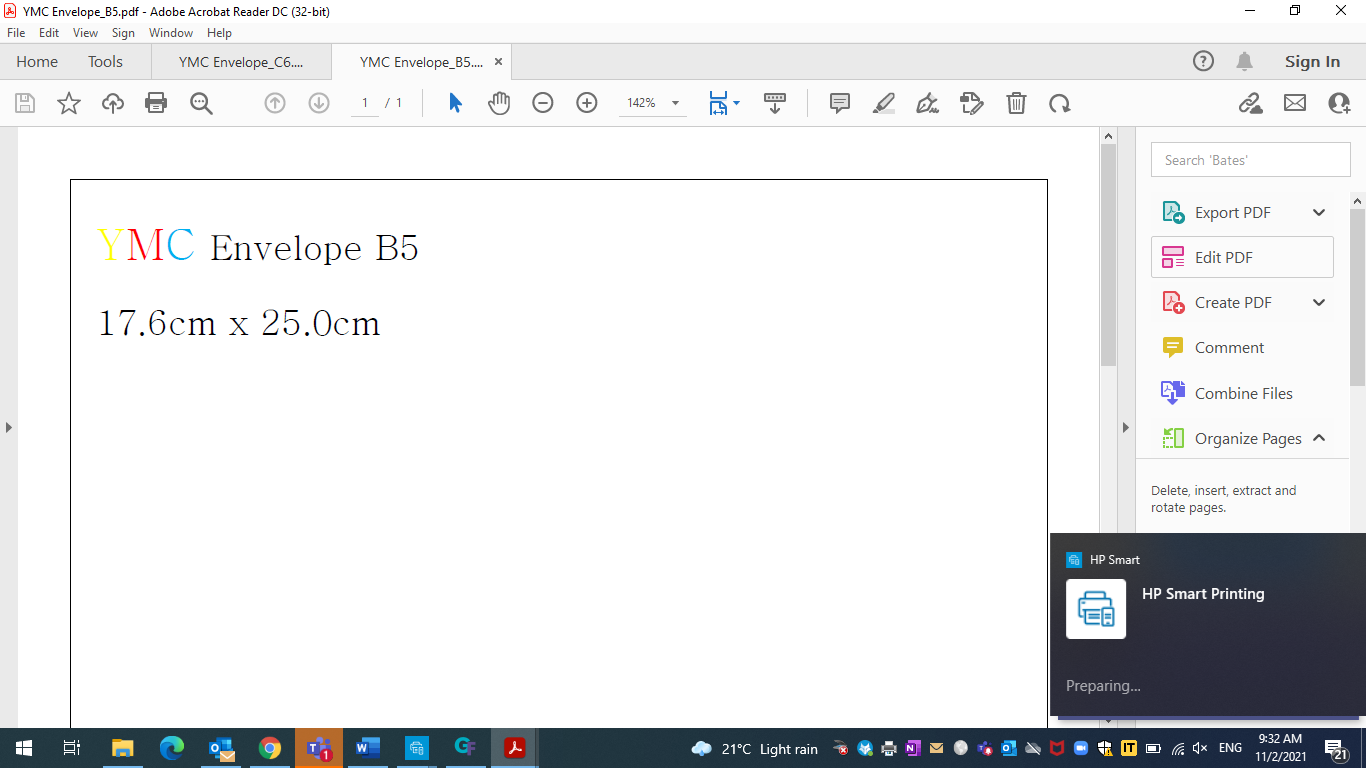 YMC Envelope_B5.pdf - Adobe Acrobat Reader DC (32-bit)
File Edit View Sign Window Help
Home Tools YMC Envelope_C6.... YMC Envelope_B5.... Sign In
1 / 1 142%
Search 'Bates'
Export PDF
Edit PDF
Create PDF
Comment
Combine Files
Organize Pages
Delete, insert, extract and
rotate pages.
YMC Envelope B5
17.6cm x 25.0cm
HP Smart
HP Smart Printing
Preparing...
21°C Light rain ENG 9:32 AM
11/2/2021
21
1
IT